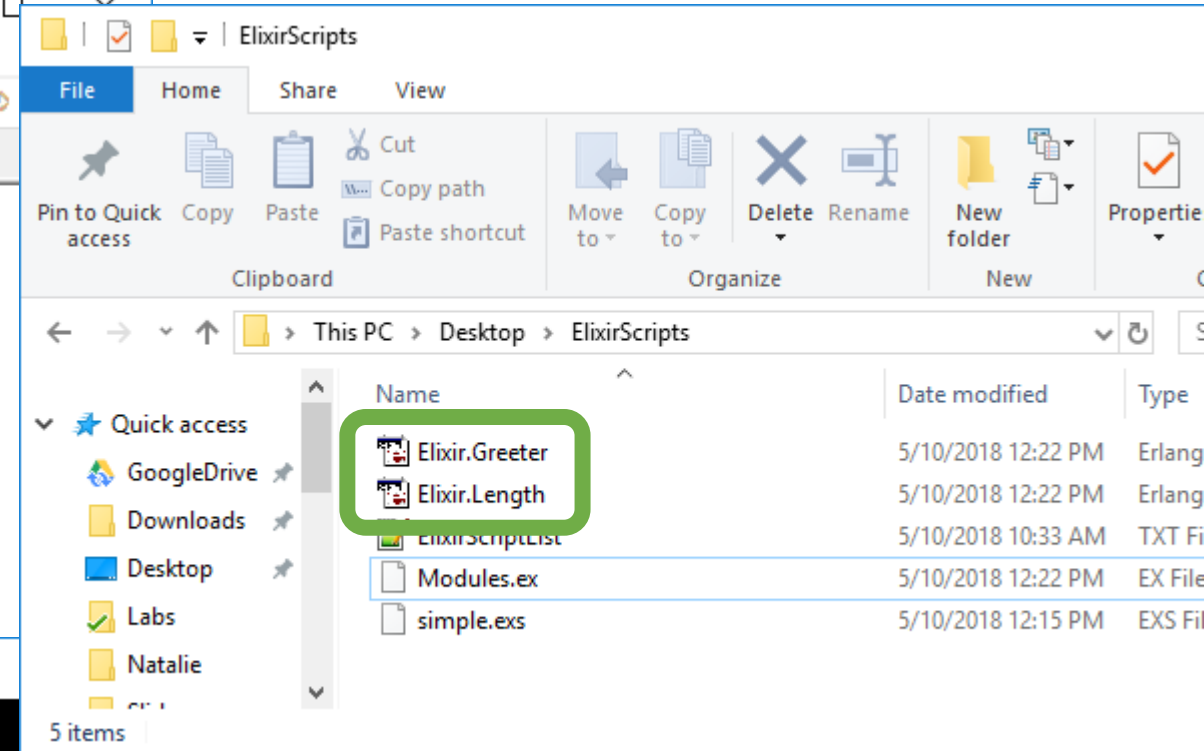 ElixirScripts
File Home Share View
Cut
Copy path
Paste shortcut
Pin to Quick access
Copy
Paste
Move to
Copy to
Delete
Rename
New folder
Propertie
Clipboard Organize New
This PC Desktop ElixirScripts
Name Date modified Type
Quick access
GoogleDrive
Downloads
Desktop
Labs
Natalie
Elixir.Greeter 5/10/2018 12:22 PM Erlang
Elixir.Length 5/10/2018 12:22 PM Erlang
ElixirScriptList 5/10/2018 10:33 AM TXT Fi
Modules.ex 5/10/2018 12:22 PM EX File
simple.exs 5/10/2018 12:15 PM EXS Fil
5 items